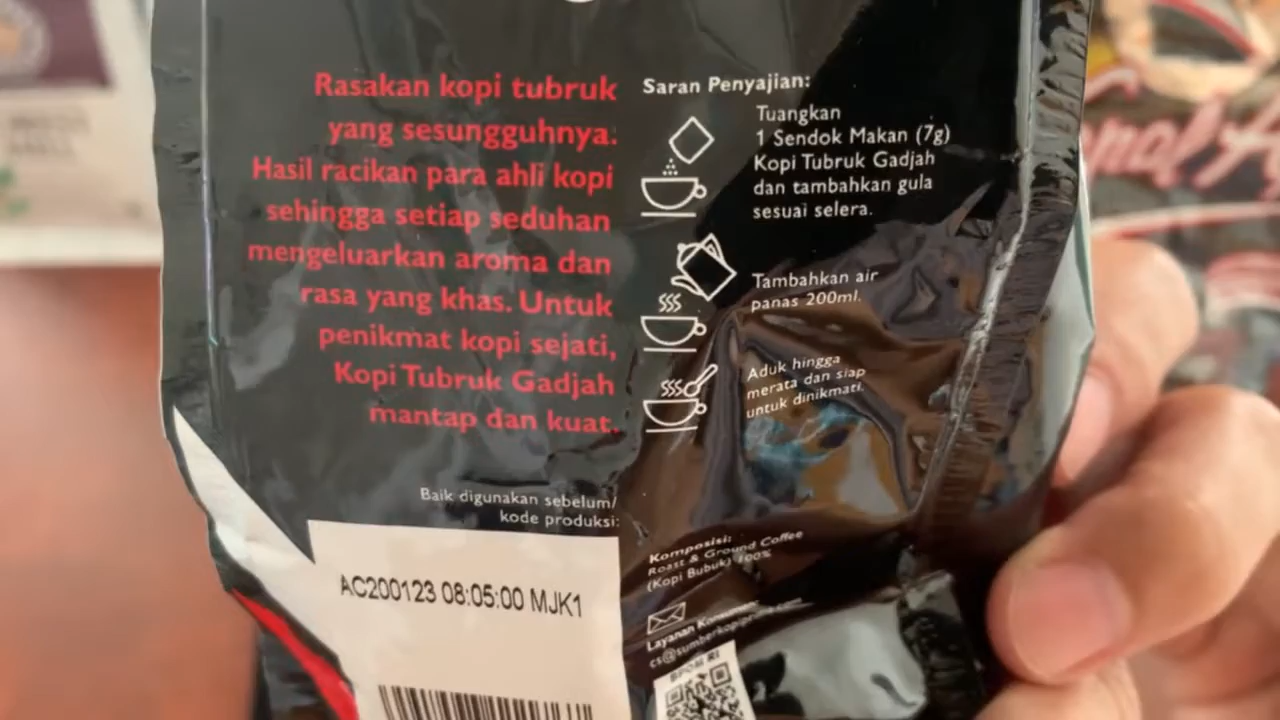 Rasakan kopi tubruk
yang sesungguhnya.
Hasil racikan para ahli kopi
sehingga setiap seduhan
mengeluarkan aroma dan
rasa yang khas. Untuk
penikmat kopi sejati,
Kopi Tubruk Gadjah
mantap dan kuat.
Baik digunakan sebelum/
kode produksi:
AC200123 08:05:00 MJK1
Saran Penyajian:
Tuangkan
1 Sendok Makan (7g)
Kopi Tubruk Gadjah
dan tambahkan gula
sesuai selera.
Tambahkan air
panas 200ml.
Aduk hingga
merata dan siap
untuk dinikmati.
Komposisi:
Roast & Ground Coffee
(Kopi Bubuk) 100%
Layanan Konsumen:
BPOM RI